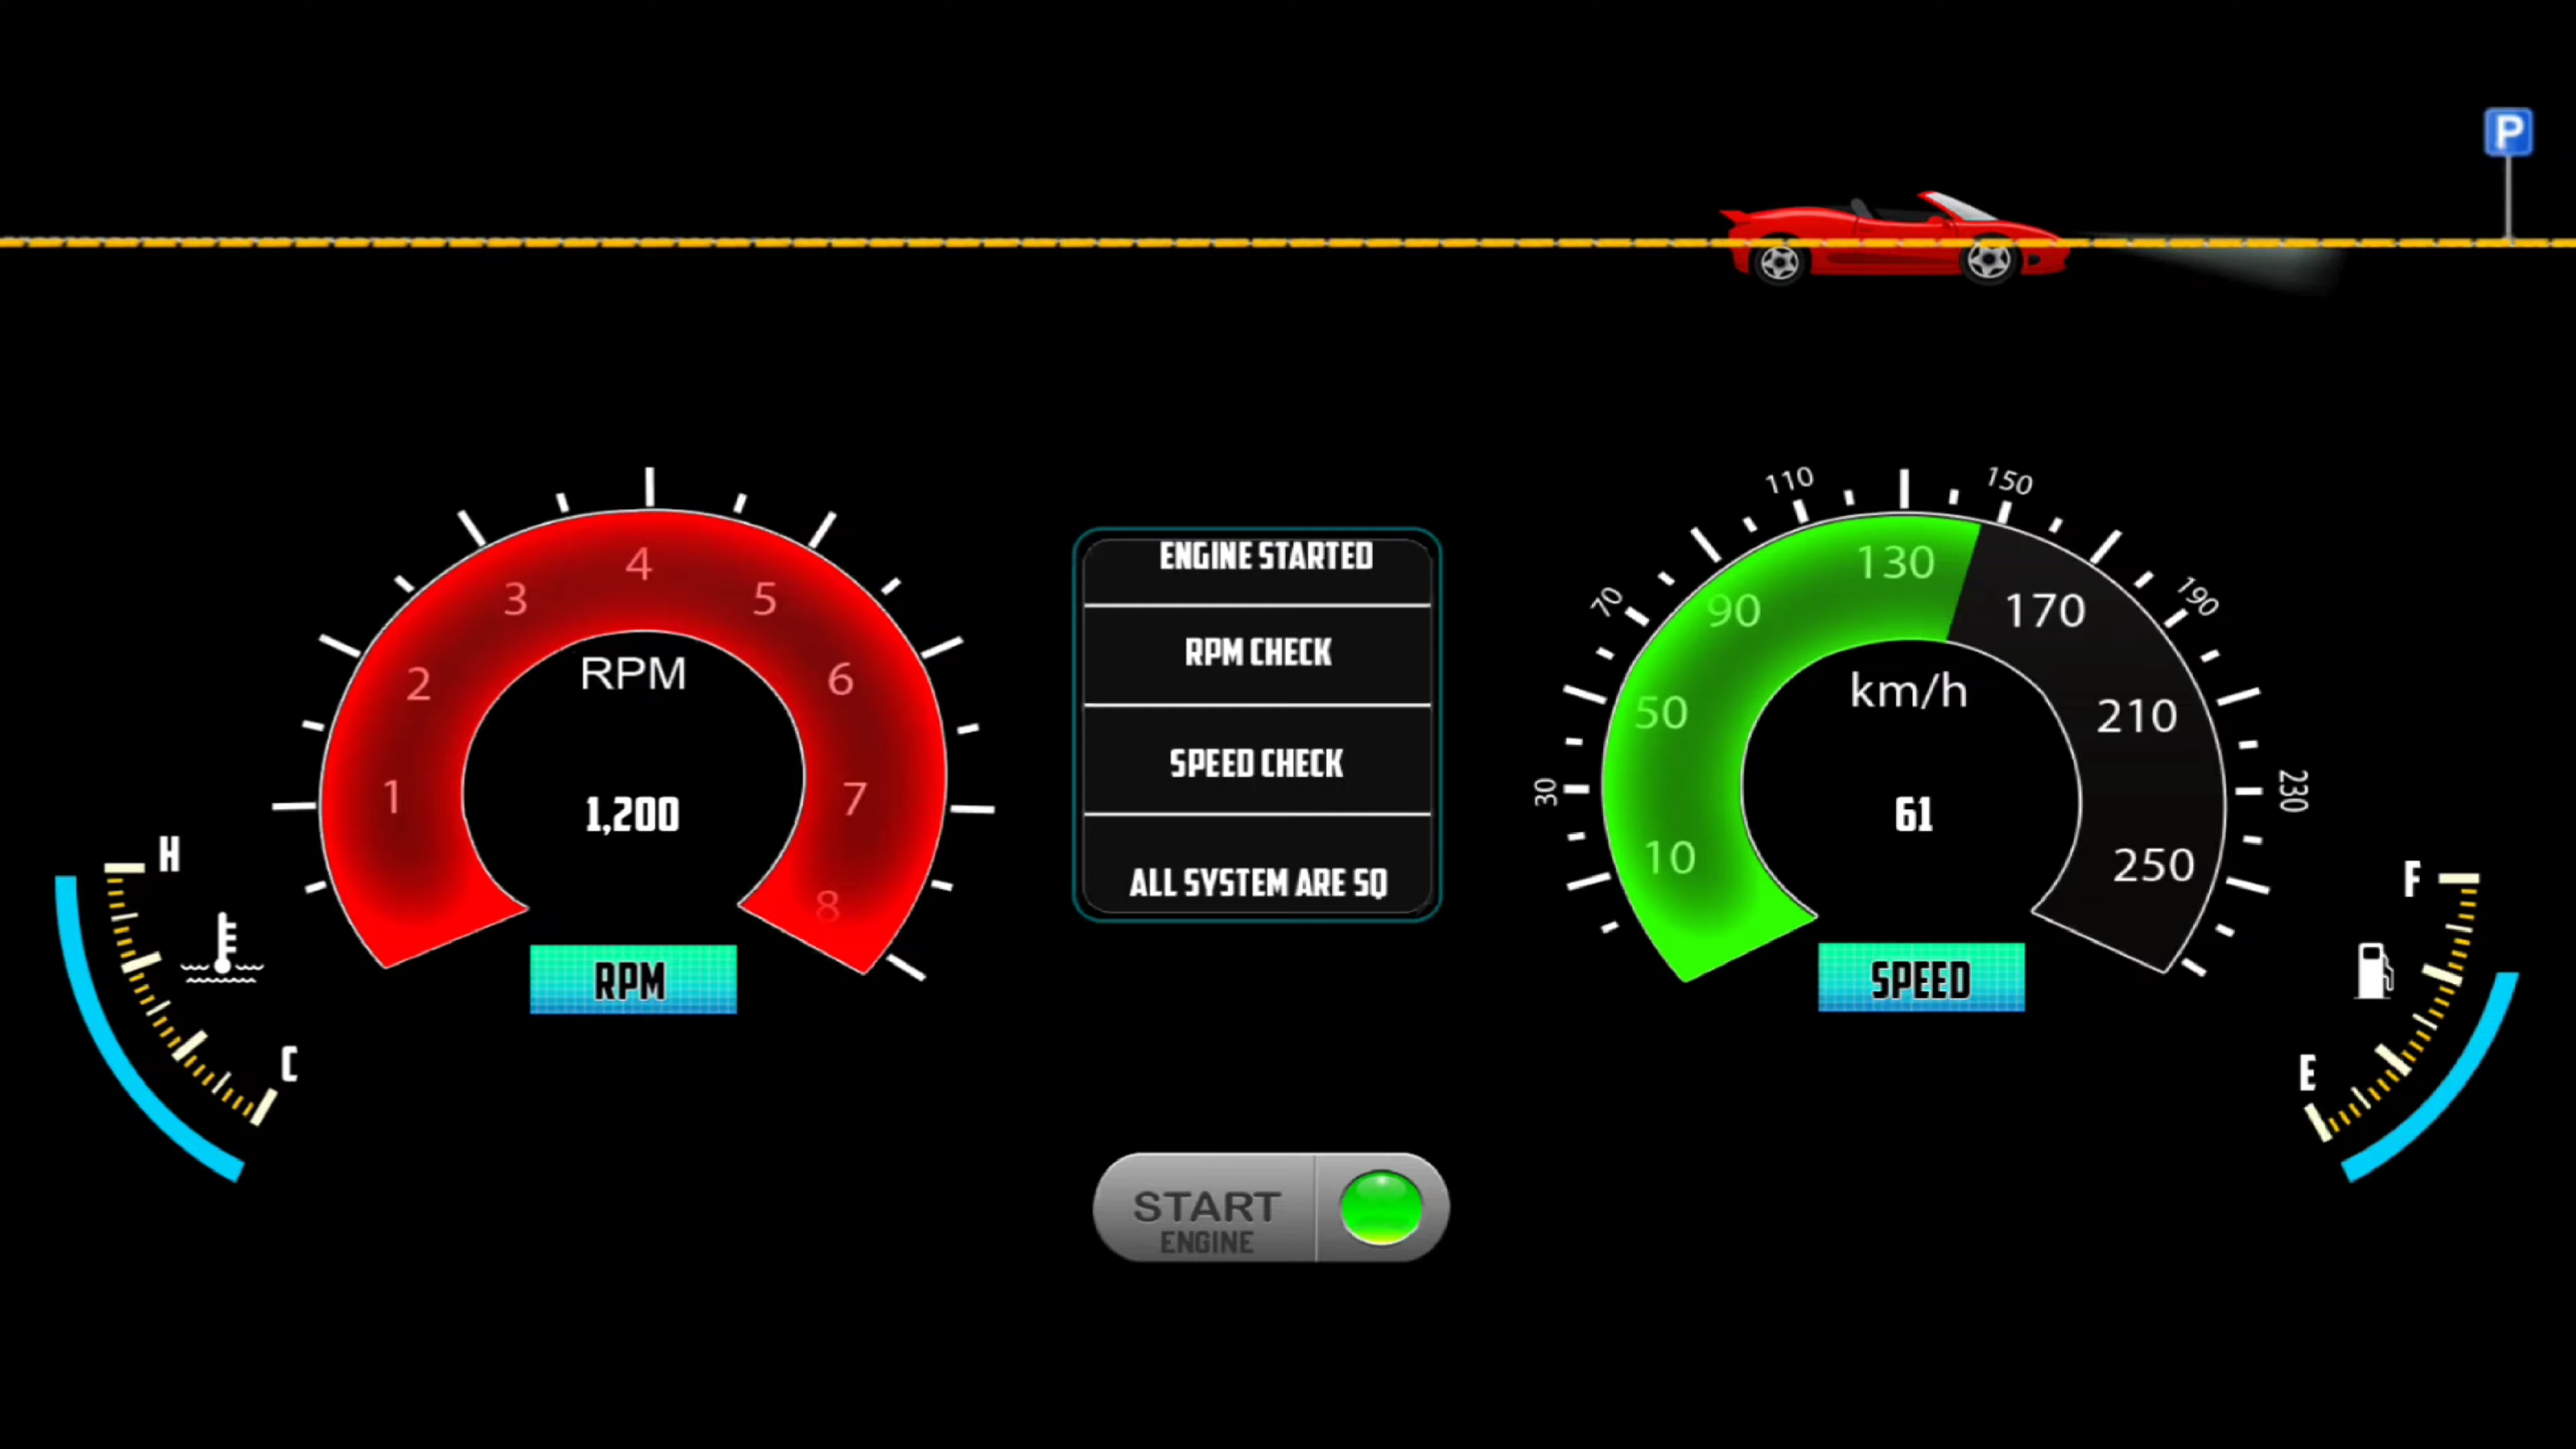 P
ENGINE STARTED
RPM CHECK
SPEED CHECK
ALL SYSTEM ARE SQ
1
2
3
4
5
6
7
8
RPM
1,200
RPM
10
30
50
70
90
110
130
150
170
190
210
230
250
km/h
61
SPEED
H
C
F
E
START
ENGINE